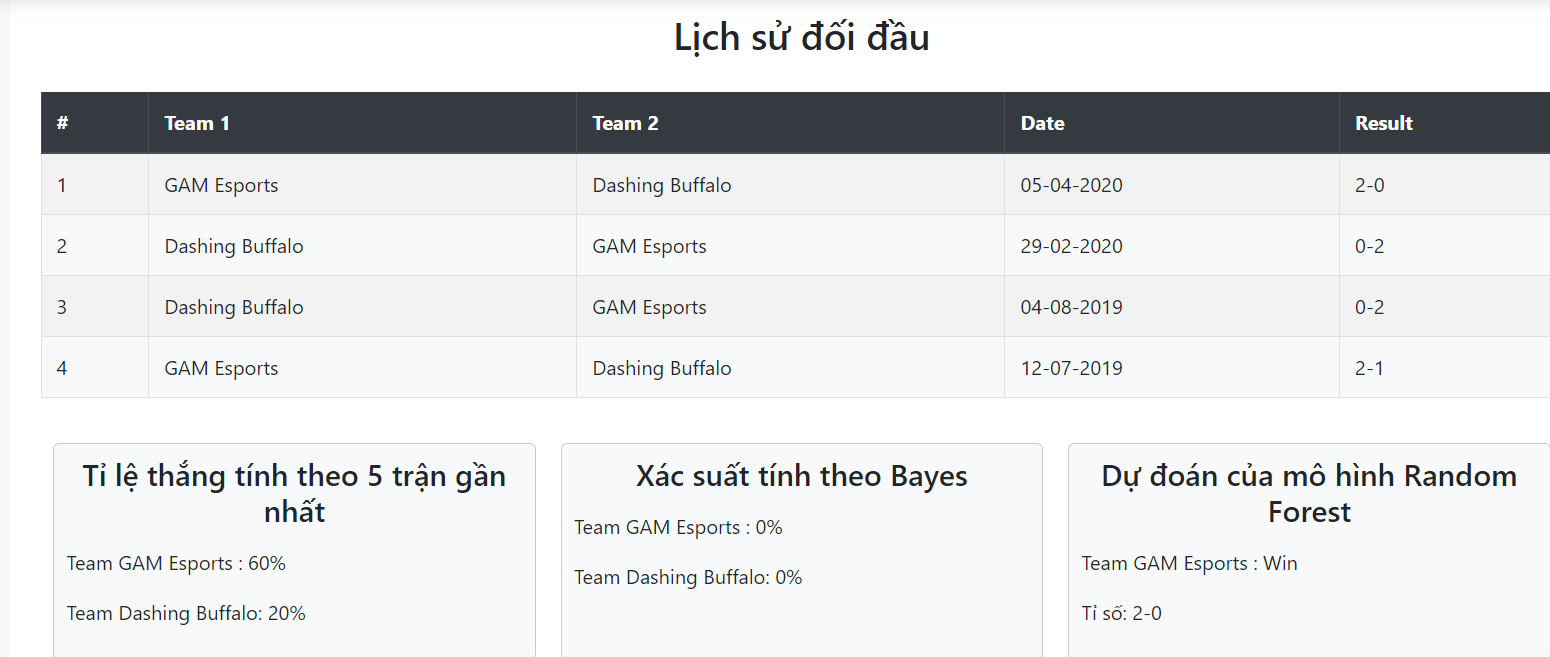 Lịch sử đối đầu
# Team 1 Team 2 Date Result
1 GAM Esports Dashing Buffalo 05-04-2020 2-0
2 Dashing Buffalo GAM Esports 29-02-2020 0-2
3 Dashing Buffalo GAM Esports 04-08-2019 0-2
4 GAM Esports Dashing Buffalo 12-07-2019 2-1
Tỉ lệ thắng tính theo 5 trận gần
nhất
Team GAM Esports : 60%
Team Dashing Buffalo: 20%
Xác suất tính theo Bayes
Team GAM Esports : 0%
Team Dashing Buffalo: 0%
Dự đoán của mô hình Random
Forest
Team GAM Esports : Win
Tỉ số: 2-0